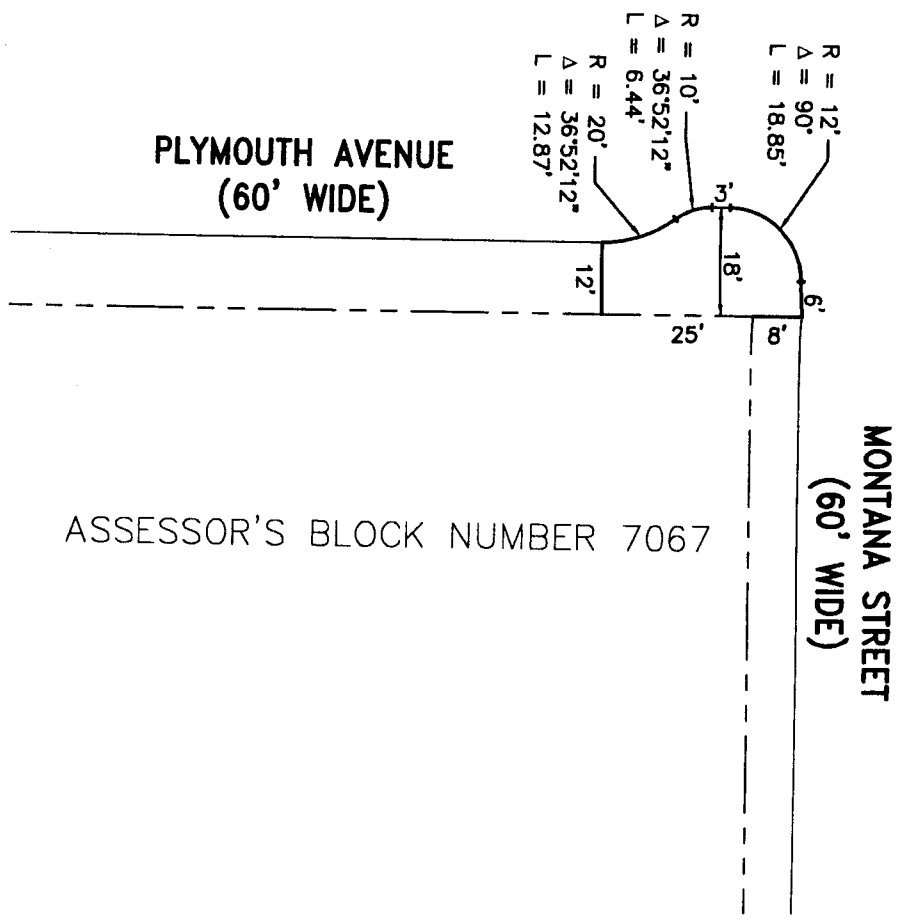 R = 12'
Δ = 90°
L = 18.85'
R = 10'
Δ = 36°52'12"
L = 6.44'
R = 20'
Δ = 36°52'12"
L = 12.87'
PLYMOUTH AVENUE
(60' WIDE)
3'
18'
12'
6'
25'
8'
MONTANA STREET
(60' WIDE)
ASSESSOR'S BLOCK NUMBER 7067